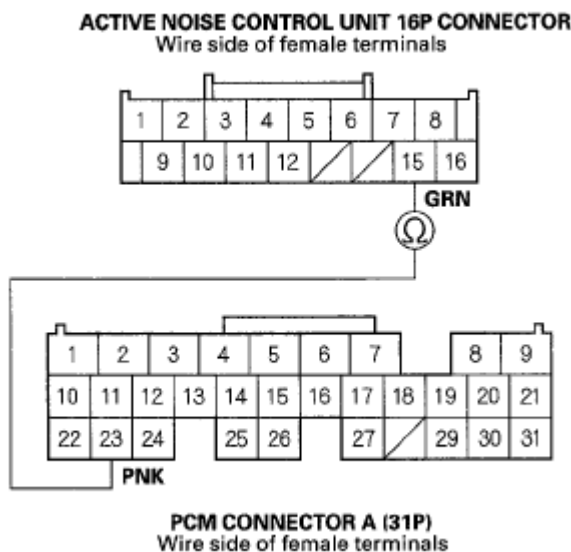 ACTIVE NOISE CONTROL UNIT 16P CONNECTOR
Wire side of female terminals
1 2 3 4 5 6 7 8
9 10 11 12 15 16
GRN
Ω
1 2 3 4 5 6 7 8 9
10 11 12 13 14 15 16 17 18 19 20 21
22 23 24 25 26 27 29 30 31
PNK
PCM CONNECTOR A (31P)
Wire side of female terminals